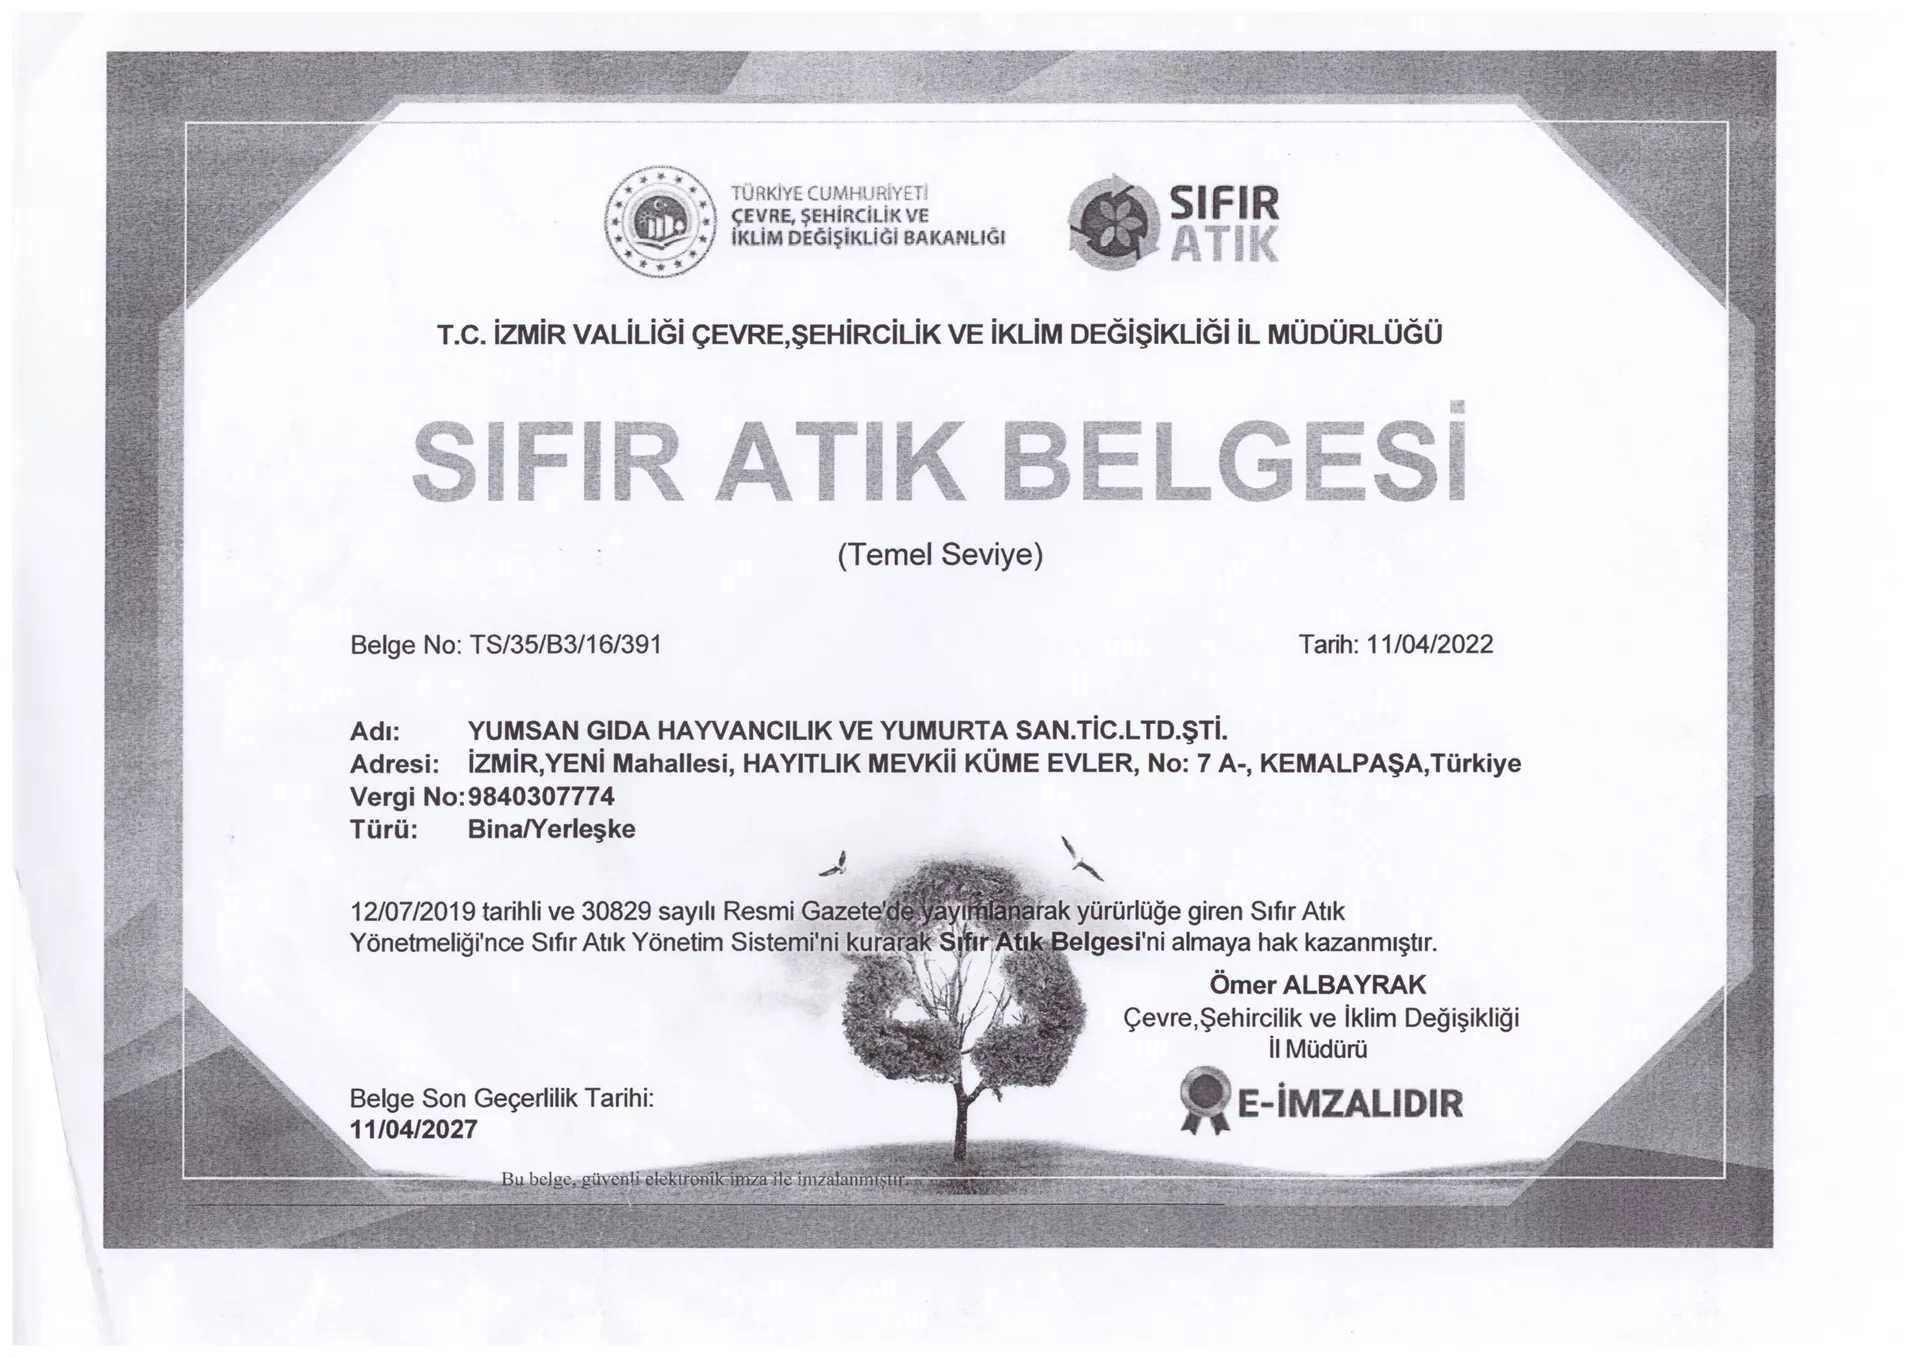 TÜRKİYE CUMHURİYETİ
ÇEVRE, ŞEHİRCİLİK VE
İKLİM DEĞİŞİKLİĞİ BAKANLIĞI
SIFIR
ATIK
T.C. İZMİR VALİLİĞİ ÇEVRE,ŞEHİRCİLİK VE İKLİM DEĞİŞİKLİĞİ İL MÜDÜRLÜĞÜ
SIFIR ATIK BELGESİ
(Temel Seviye)
Belge No: TS/35/B3/16/391 Tarih: 11/04/2022
Adı: YUMSAN GIDA HAYVANCILIK VE YUMURTA SAN.TİC.LTD.ŞTİ.
Adresi: İZMİR,YENİ Mahallesi, HAYITLIK MEVKİİ KÜME EVLER, No: 7 A-, KEMALPAŞA,Türkiye
Vergi No:9840307774
Türü: Bina/Yerleşke
12/07/2019 tarihli ve 30829 sayılı Resmi Gazete'de yayımlanarak yürürlüğe giren Sıfır Atık
Yönetmeliği'nce Sıfır Atık Yönetim Sistemi'ni kurarak Sıfır Atık Belgesi'ni almaya hak kazanmıştır.
Ömer ALBAYRAK
Çevre,Şehircilik ve İklim Değişikliği
İl Müdürü
E-İMZALIDIR
Belge Son Geçerlilik Tarihi:
11/04/2027
Bu belge, güvenli elektronik imza ile imzalanmıştır.